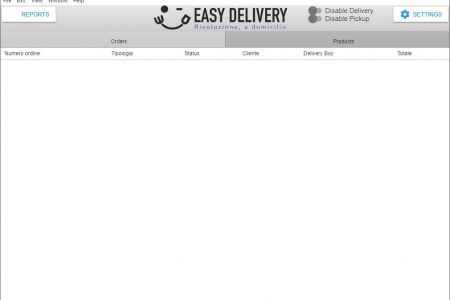 File Edit View Window Help
REPORTS
EASY DELIVERY
Rivoluzione, a domicilio
Disable Delivery
Disable Pickup
SETTINGS
Orders
Products
Numero ordine Tipologia Status Cliente Delivery Boy Totale